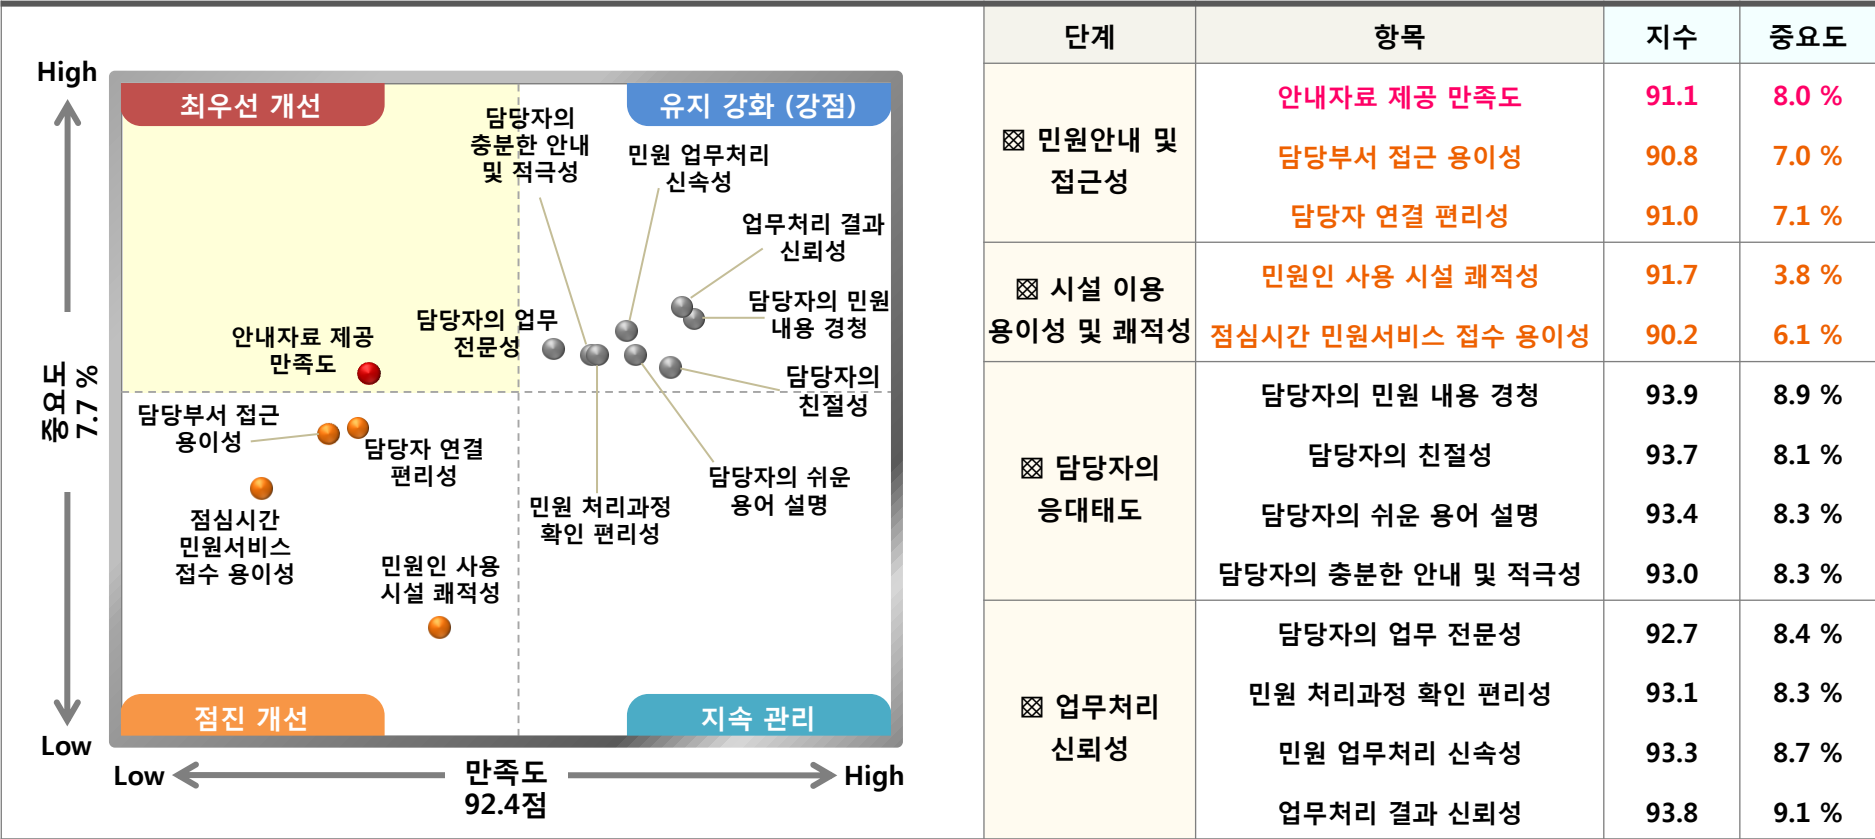 High
최우선 개선
유지 강화 (강점)
담당자의
충분한 안내
및 적극성
민원 업무처리
신속성
업무처리 결과
신뢰성
담당자의 민원
내용 경청
담당자의 업무
전문성
안내자료 제공
만족도
담당자의
친절성
중요도
7.7 %
담당부서 접근
용이성
담당자 연결
편리성
담당자의 쉬운
용어 설명
민원 처리과정
확인 편리성
점심시간
민원서비스
접수 용이성
민원인 사용
시설 쾌적성
점진 개선
지속 관리
Low
Low
만족도
92.4점
High
단계 항목 지수 중요도
▩ 민원안내 및
접근성
안내자료 제공 만족도 91.1 8.0 %
담당부서 접근 용이성 90.8 7.0 %
담당자 연결 편리성 91.0 7.1 %
▩ 시설 이용
용이성 및 쾌적성
민원인 사용 시설 쾌적성 91.7 3.8 %
점심시간 민원서비스 접수 용이성 90.2 6.1 %
▩ 담당자의
응대태도
담당자의 민원 내용 경청 93.9 8.9 %
담당자의 친절성 93.7 8.1 %
담당자의 쉬운 용어 설명 93.4 8.3 %
담당자의 충분한 안내 및 적극성 93.0 8.3 %
▩ 업무처리
신뢰성
담당자의 업무 전문성 92.7 8.4 %
민원 처리과정 확인 편리성 93.1 8.3 %
민원 업무처리 신속성 93.3 8.7 %
업무처리 결과 신뢰성 93.8 9.1 %